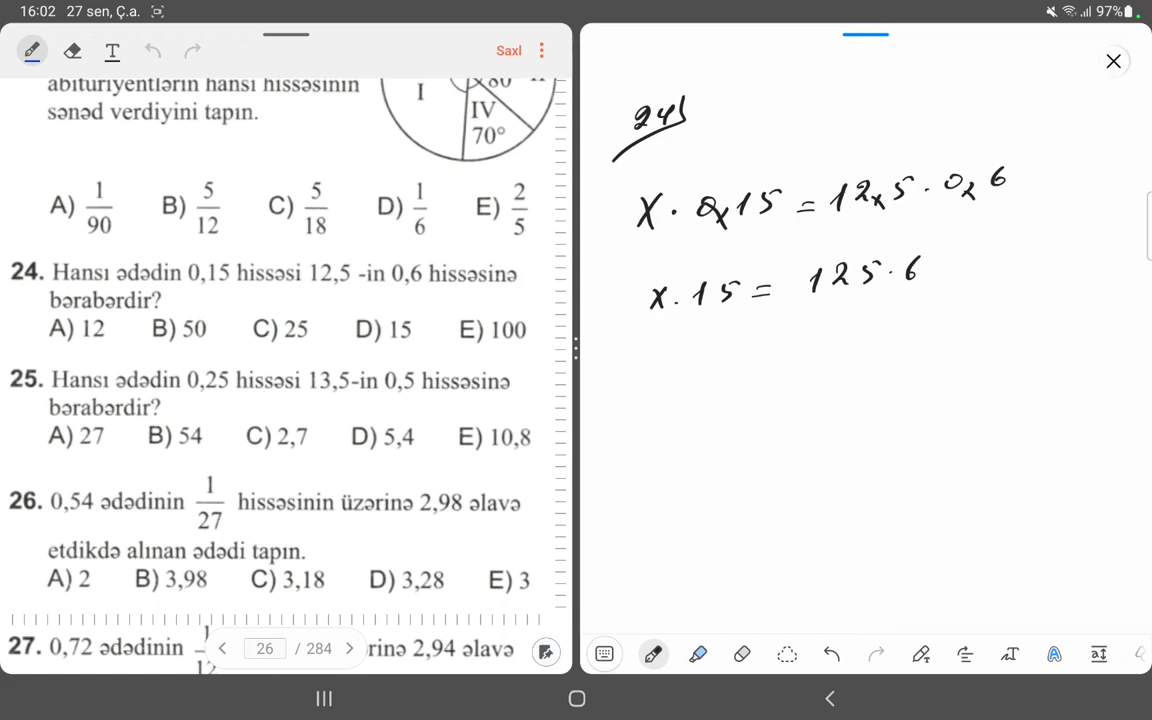 16:02 27 sen, Ç.a. 97%
Saxl
abituriyentlərin hansı hissəsinin
sənəd verdiyini tapın.
I
80
IV
70°
A) 1/90 B) 5/12 C) 5/18 D) 1/6 E) 2/5
24. Hansı ədədin 0,15 hissəsi 12,5 -in 0,6 hissəsinə
bərabərdir?
A) 12 B) 50 C) 25 D) 15 E) 100
25. Hansı ədədin 0,25 hissəsi 13,5-in 0,5 hissəsinə
bərabərdir?
A) 27 B) 54 C) 2,7 D) 5,4 E) 10,8
26. 0,54 ədədinin 1/27 hissəsinin üzərinə 2,98 əlavə
etdikdə alınan ədədi tapın.
A) 2 B) 3,98 C) 3,18 D) 3,28 E) 3
27. 0,72 ədədinin rinə 2,94 əlavə
26 / 284
24)
x · 0,15 = 12,5 · 0,6
x · 15 = 125 · 6